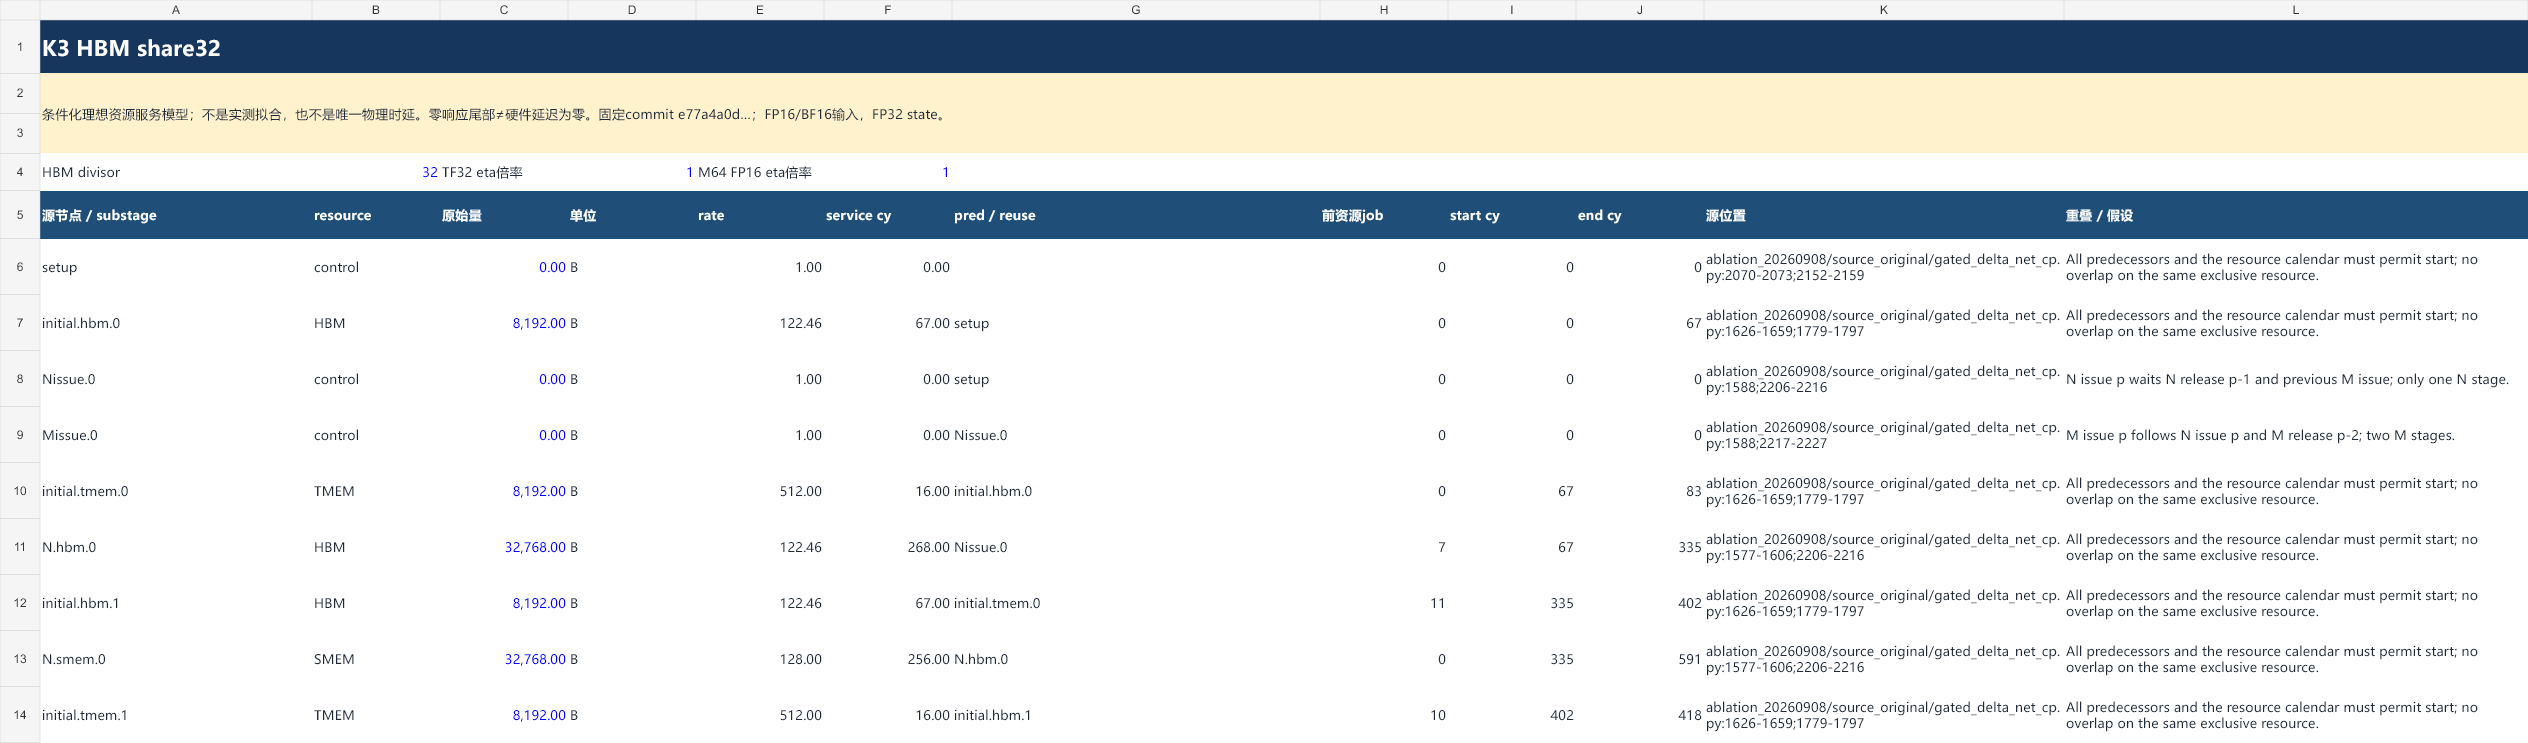 A B C D E F G H I J K L
1 K3 HBM share32
2
条件化理想资源服务模型；不是实测拟合，也不是唯一物理时延。零响应尾部≠硬件延迟为零。固定commit e77a4a0d...；FP16/BF16输入，FP32 state。
3
4 HBM divisor 32 TF32 eta倍率 1 M64 FP16 eta倍率 1
5 源节点 / substage resource 原始量 单位 rate service cy pred / reuse 前资源job start cy end cy 源位置 重叠 / 假设
6 setup control 0.00 B 1.00 0.00 0 0 0 ablation_20260908/source_original/gated_delta_net_cp. All predecessors and the resource calendar must permit start; no
py:2070-2073;2152-2159 overlap on the same exclusive resource.
7 initial.hbm.0 HBM 8,192.00 B 122.46 67.00 setup 0 0 67 ablation_20260908/source_original/gated_delta_net_cp. All predecessors and the resource calendar must permit start; no
py:1626-1659;1779-1797 overlap on the same exclusive resource.
8 Nissue.0 control 0.00 B 1.00 0.00 setup 0 0 0 ablation_20260908/source_original/gated_delta_net_cp. N issue p waits N release p-1 and previous M issue; only one N stage.
py:1588;2206-2216
9 Missue.0 control 0.00 B 1.00 0.00 Nissue.0 0 0 0 ablation_20260908/source_original/gated_delta_net_cp. M issue p follows N issue p and M release p-2; two M stages.
py:1588;2217-2227
10 initial.tmem.0 TMEM 8,192.00 B 512.00 16.00 initial.hbm.0 0 67 83 ablation_20260908/source_original/gated_delta_net_cp. All predecessors and the resource calendar must permit start; no
py:1626-1659;1779-1797 overlap on the same exclusive resource.
11 N.hbm.0 HBM 32,768.00 B 122.46 268.00 Nissue.0 7 67 335 ablation_20260908/source_original/gated_delta_net_cp. All predecessors and the resource calendar must permit start; no
py:1577-1606;2206-2216 overlap on the same exclusive resource.
12 initial.hbm.1 HBM 8,192.00 B 122.46 67.00 initial.tmem.0 11 335 402 ablation_20260908/source_original/gated_delta_net_cp. All predecessors and the resource calendar must permit start; no
py:1626-1659;1779-1797 overlap on the same exclusive resource.
13 N.smem.0 SMEM 32,768.00 B 128.00 256.00 N.hbm.0 0 335 591 ablation_20260908/source_original/gated_delta_net_cp. All predecessors and the resource calendar must permit start; no
py:1577-1606;2206-2216 overlap on the same exclusive resource.
14 initial.tmem.1 TMEM 8,192.00 B 512.00 16.00 initial.hbm.1 10 402 418 ablation_20260908/source_original/gated_delta_net_cp. All predecessors and the resource calendar must permit start; no
py:1626-1659;1779-1797 overlap on the same exclusive resource.